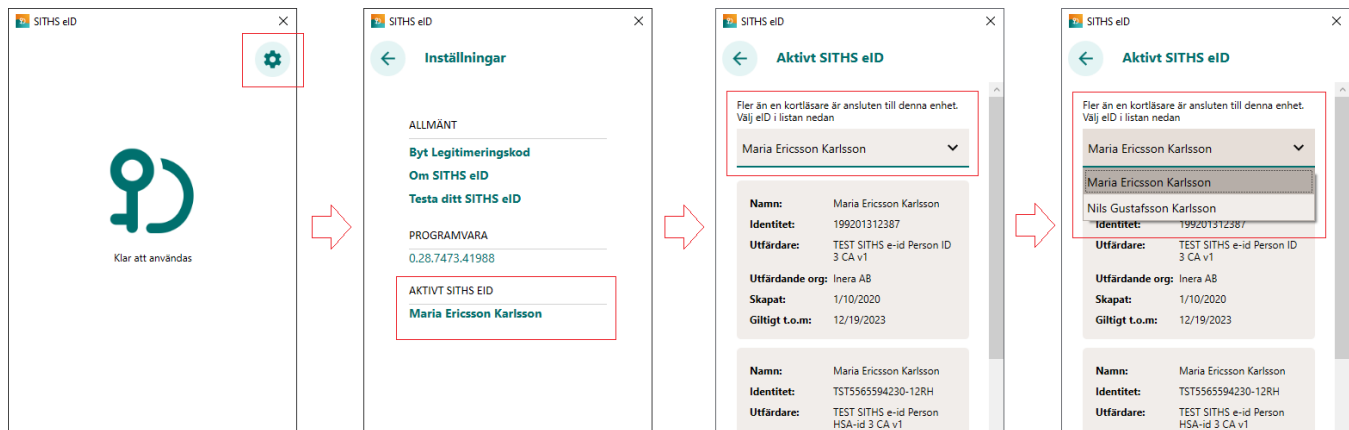 SITHS eID
Klar att användas
SITHS eID
Inställningar
ALLMÄNT
Byt Legitimeringskod
Om SITHS eID
Testa ditt SITHS eID
PROGRAMVARA
0.28.7473.41988
AKTIVT SITHS EID
Maria Ericsson Karlsson
SITHS eID
Aktivt SITHS eID
Fler än en kortläsare är ansluten till denna enhet.
Välj eID i listan nedan
Maria Ericsson Karlsson
Namn: Maria Ericsson Karlsson
Identitet: 199201312387
Utfärdare: TEST SITHS e-id Person ID
3 CA v1
Utfärdande org: Inera AB
Skapat: 1/10/2020
Giltigt t.o.m: 12/19/2023
Namn: Maria Ericsson Karlsson
Identitet: TST5565594230-12RH
Utfärdare: TEST SITHS e-id Person
HSA-id 3 CA v1
SITHS eID
Aktivt SITHS eID
Fler än en kortläsare är ansluten till denna enhet.
Välj eID i listan nedan
Maria Ericsson Karlsson
Maria Ericsson Karlsson
Nils Gustafsson Karlsson
Identitet: 199201312387
Utfärdare: TEST SITHS e-id Person ID
3 CA v1
Utfärdande org: Inera AB
Skapat: 1/10/2020
Giltigt t.o.m: 12/19/2023
Namn: Maria Ericsson Karlsson
Identitet: TST5565594230-12RH
Utfärdare: TEST SITHS e-id Person
HSA-id 3 CA v1